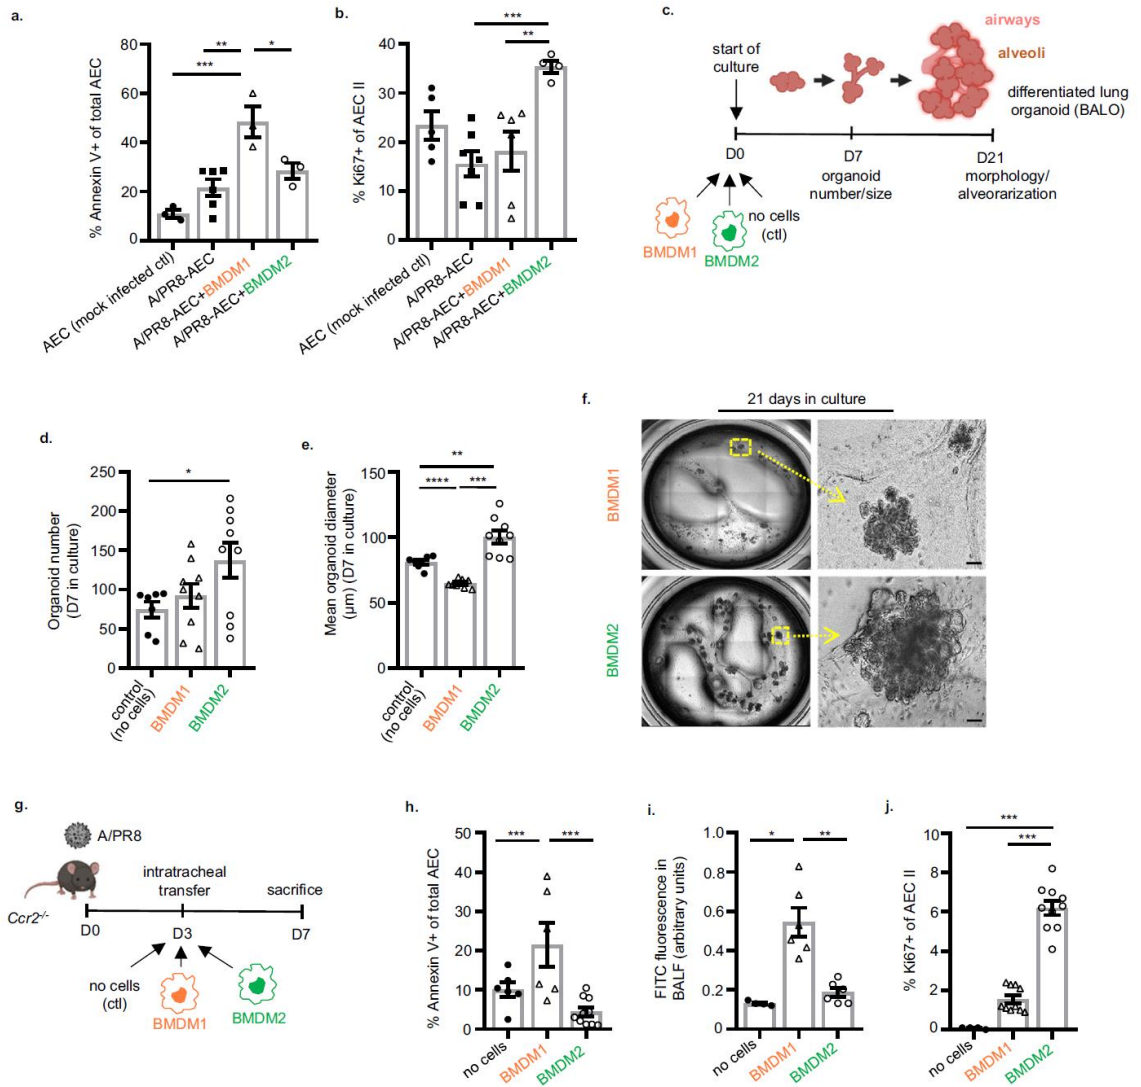 a.
***
**
*
% Annexin V+ of total AEC
80
60
40
20
0
AEC (mock infected ctl)
A/PR8-AEC
A/PR8-AEC+BMDM1
A/PR8-AEC+BMDM2
b.
***
**
% Ki67+ of AEC II
40
30
20
10
0
AEC (mock infected ctl)
A/PR8-AEC
A/PR8-AEC+BMDM1
A/PR8-AEC+BMDM2
c.
airways
alveoli
start of
culture
differentiated lung
organoid (BALO)
D0
D7
D21
organoid
number/size
morphology/
alveorarization
BMDM1
BMDM2
no cells
(ctl)
d.
*
Organoid number
(D7 in culture)
250
200
150
100
50
0
control
(no cells)
BMDM1
BMDM2
e.
**
****
***
Mean organoid diameter
(µm) (D7 in culture)
150
100
50
0
control
(no cells)
BMDM1
BMDM2
f.
21 days in culture
BMDM1
BMDM2
g.
A/PR8
intratracheal
transfer
sacrifice
Ccr2-/-
D0
D3
D7
no cells
(ctl)
BMDM1
BMDM2
h.
***
***
% Annexin V+ of total AEC
50
40
30
20
10
0
no cells
BMDM1
BMDM2
i.
*
**
FITC fluorescence in
BALF (arbitrary units)
1.0
0.8
0.6
0.4
0.2
0
no cells
BMDM1
BMDM2
j.
***
***
% Ki67+ of AEC II
10
8
6
4
2
0
no cells
BMDM1
BMDM2